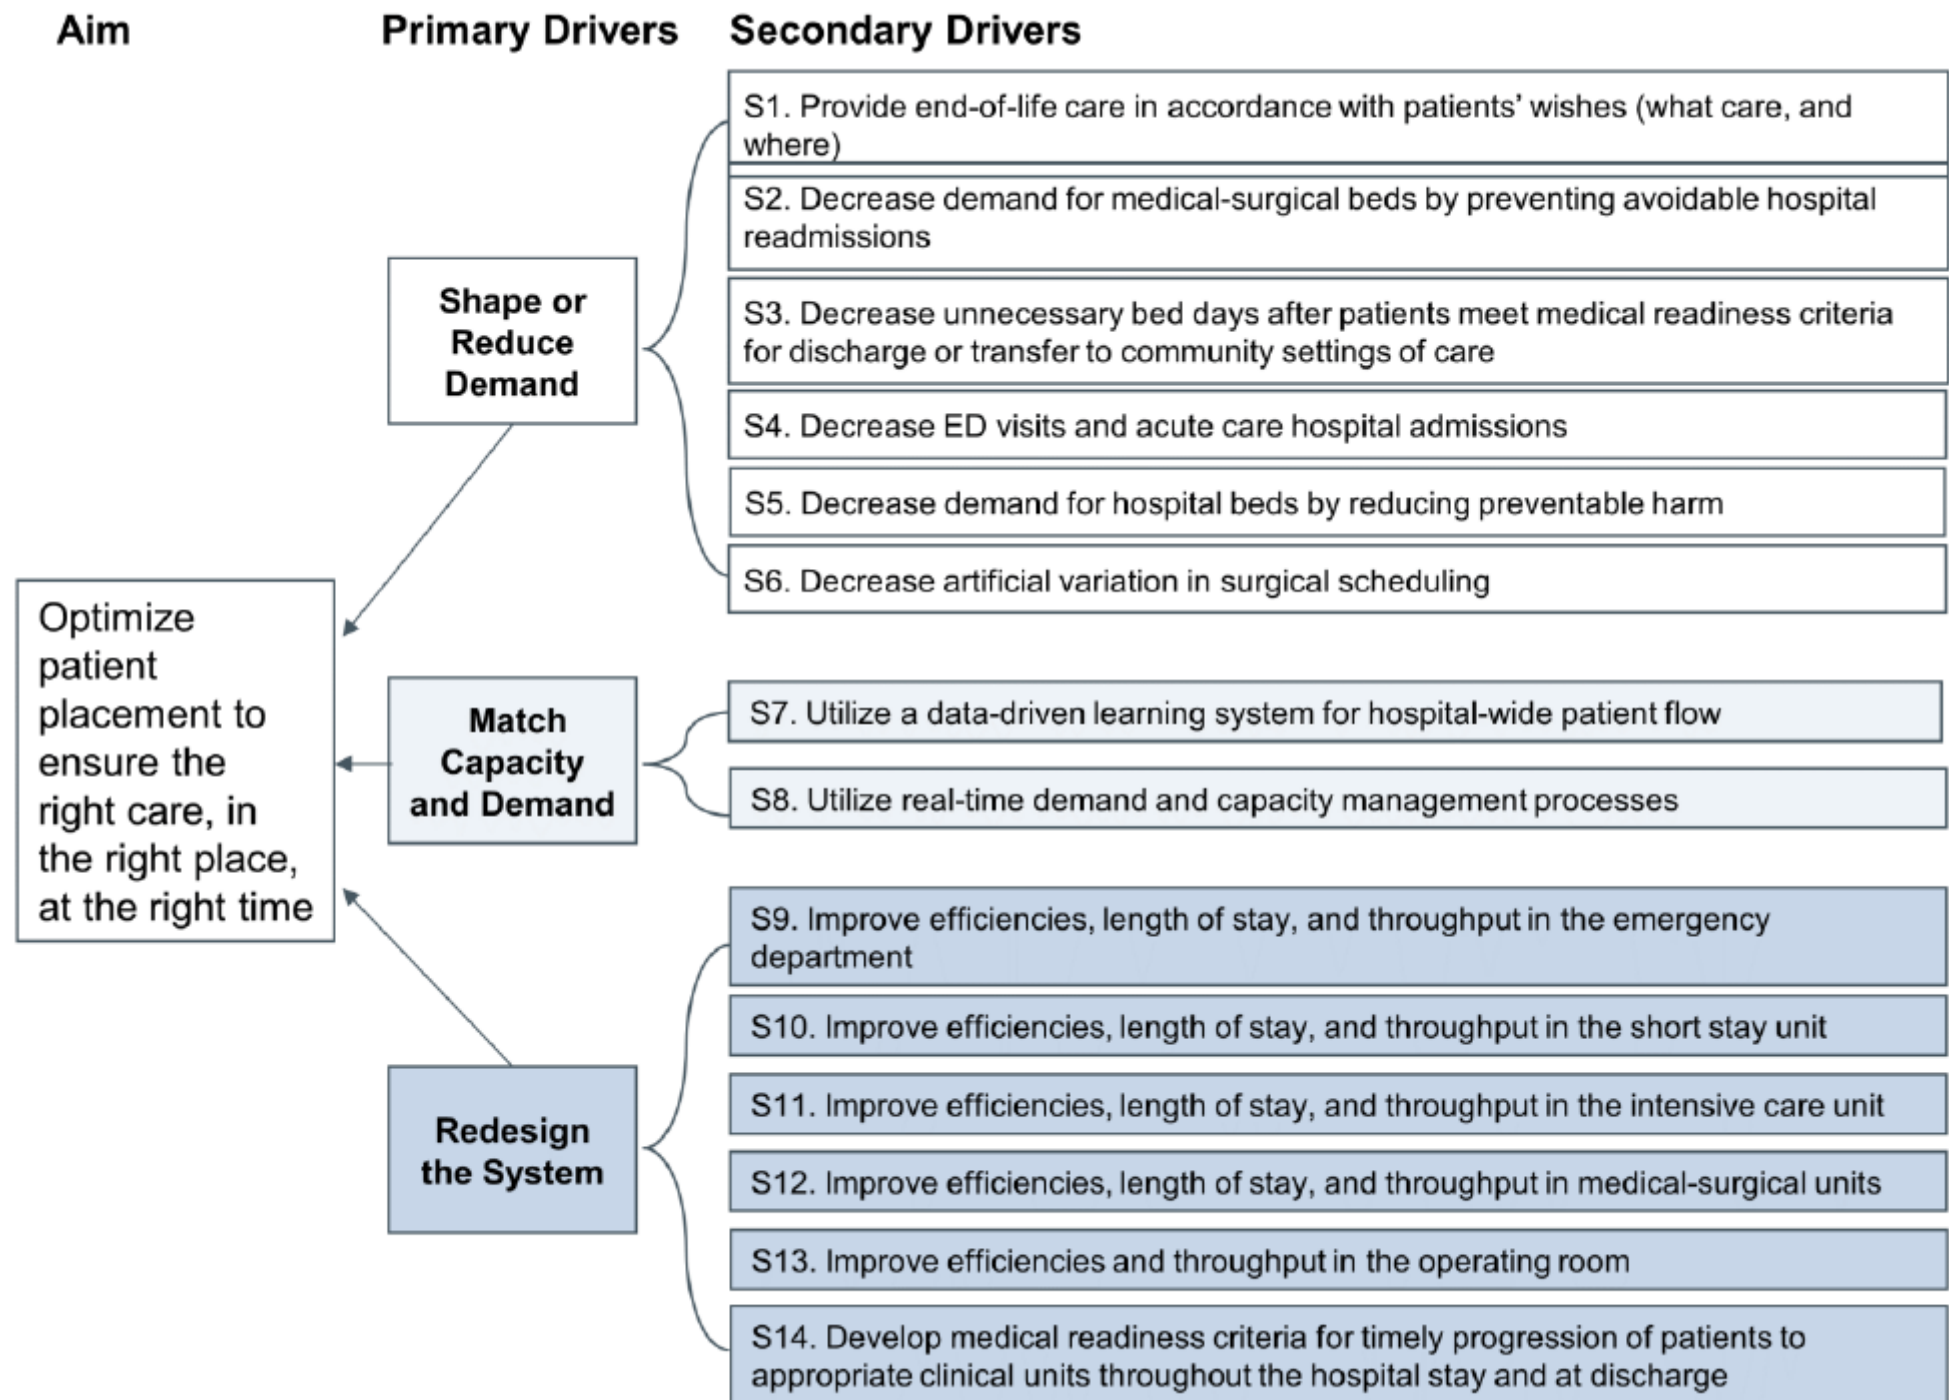 Aim
Primary Drivers
Secondary Drivers
Optimize
patient
placement to
ensure the
right care, in
the right place,
at the right time
Shape or
Reduce
Demand
S1. Provide end-of-life care in accordance with patients’ wishes (what care, and
where)
S2. Decrease demand for medical-surgical beds by preventing avoidable hospital
readmissions
S3. Decrease unnecessary bed days after patients meet medical readiness criteria
for discharge or transfer to community settings of care
S4. Decrease ED visits and acute care hospital admissions
S5. Decrease demand for hospital beds by reducing preventable harm
S6. Decrease artificial variation in surgical scheduling
Match
Capacity
and Demand
S7. Utilize a data-driven learning system for hospital-wide patient flow
S8. Utilize real-time demand and capacity management processes
Redesign
the System
S9. Improve efficiencies, length of stay, and throughput in the emergency
department
S10. Improve efficiencies, length of stay, and throughput in the short stay unit
S11. Improve efficiencies, length of stay, and throughput in the intensive care unit
S12. Improve efficiencies, length of stay, and throughput in medical-surgical units
S13. Improve efficiencies and throughput in the operating room
S14. Develop medical readiness criteria for timely progression of patients to
appropriate clinical units throughout the hospital stay and at discharge